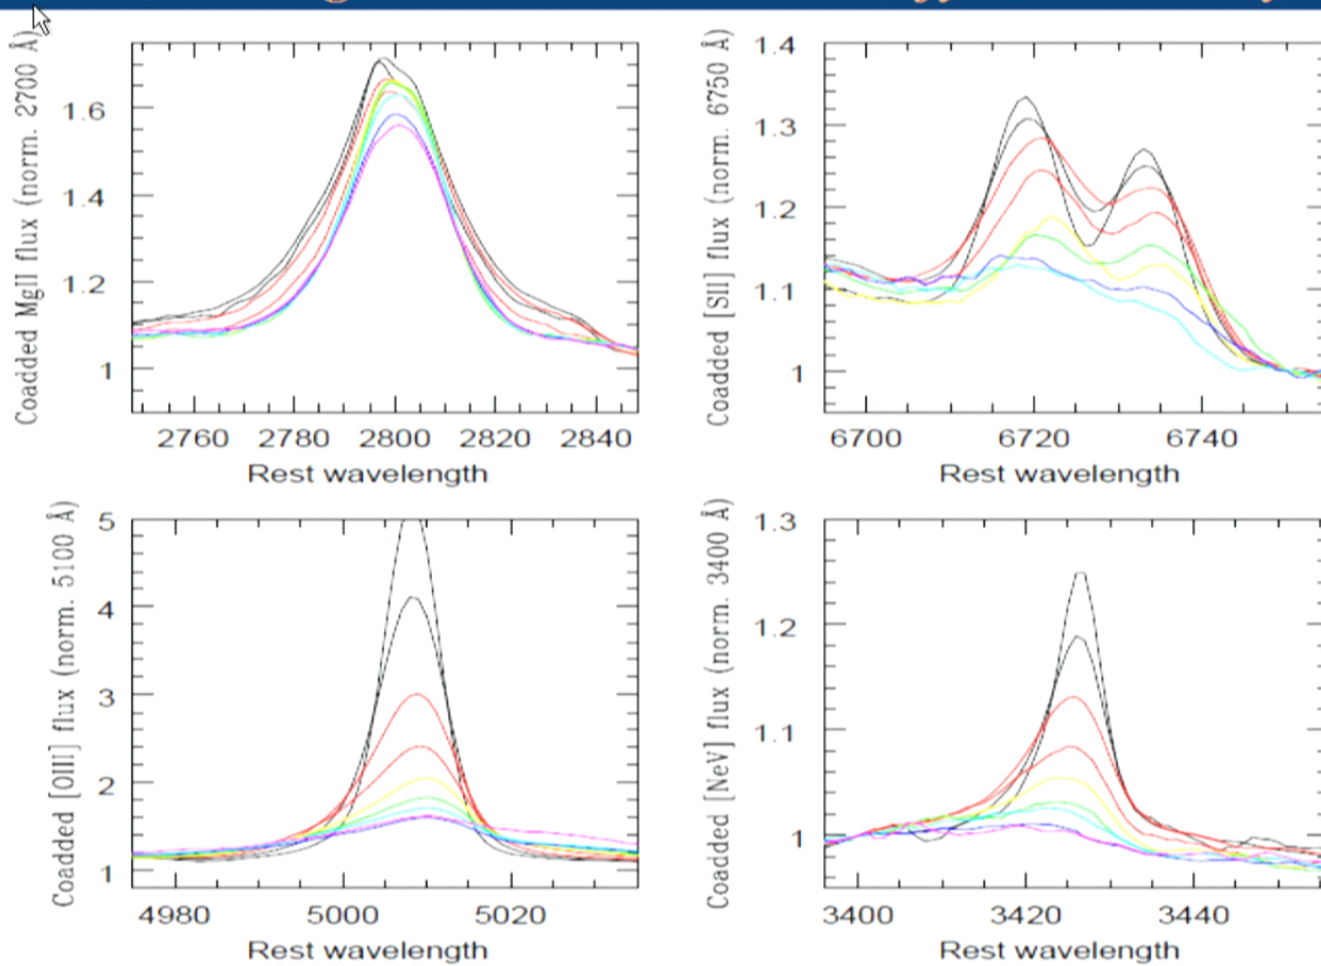 Coadded MgII flux (norm. 2700 Å)
1.6
1.4
1.2
1
2760 2780 2800 2820 2840
Rest wavelength
Coadded [SII] flux (norm. 6750 Å)
1.4
1.3
1.2
1.1
1
6700 6720 6740
Rest wavelength
Coadded [OIII] flux (norm. 5100 Å)
5
4
3
2
1
4980 5000 5020
Rest wavelength
Coadded [NeV] flux (norm. 3400 Å)
1.3
1.2
1.1
1
3400 3420 3440
Rest wavelength